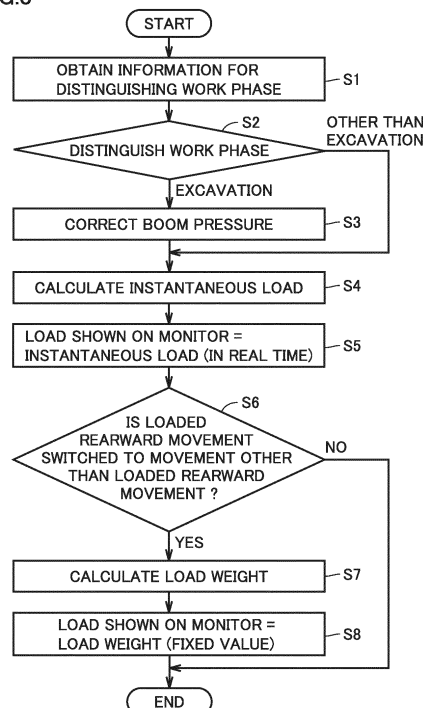 START
OBTAIN INFORMATION FOR
DISTINGUISHING WORK PHASE
S1
S2
OTHER THAN
EXCAVATION
DISTINGUISH WORK PHASE
EXCAVATION
CORRECT BOOM PRESSURE
S3
CALCULATE INSTANTANEOUS LOAD
S4
LOAD SHOWN ON MONITOR =
INSTANTANEOUS LOAD (IN REAL TIME)
S5
S6
IS LOADED
REARWARD MOVEMENT
SWITCHED TO MOVEMENT OTHER
THAN LOADED REARWARD
MOVEMENT ?
NO
YES
CALCULATE LOAD WEIGHT
S7
LOAD SHOWN ON MONITOR =
LOAD WEIGHT (FIXED VALUE)
S8
END